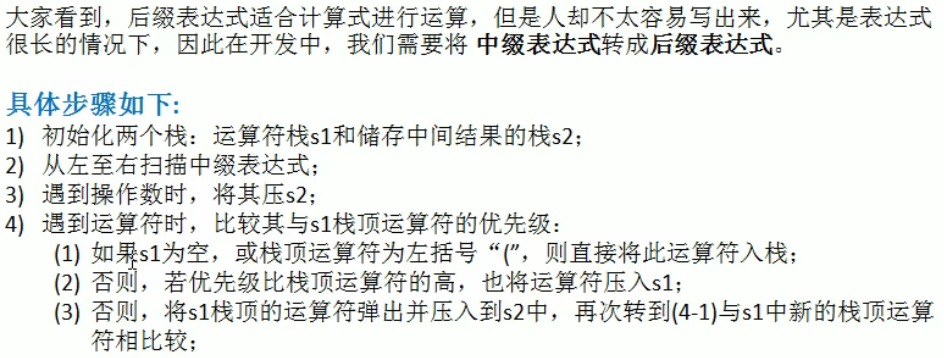 大家看到，后缀表达式适合计算式进行运算，但是人却不太容易写出来，尤其是表达式
很长的情况下，因此在开发中，我们需要将 中缀表达式转成后缀表达式。
具体步骤如下:
1) 初始化两个栈：运算符栈s1和储存中间结果的栈s2；
2) 从左至右扫描中缀表达式；
3) 遇到操作数时，将其压s2；
4) 遇到运算符时，比较其与s1栈顶运算符的优先级：
(1) 如果s1为空，或栈顶运算符为左括号“(”，则直接将此运算符入栈；
(2) 否则，若优先级比栈顶运算符的高，也将运算符压入s1；
(3) 否则，将s1栈顶的运算符弹出并压入到s2中，再次转到(4-1)与s1中新的栈顶运算
符相比较；